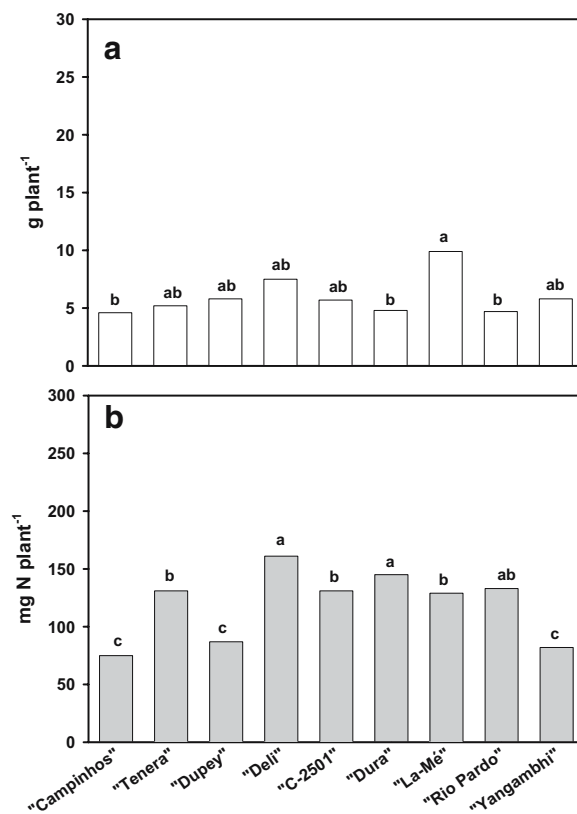 a
30
25
20
15
10
5
0
g plant-1
b ab ab ab ab b a b ab
b
300
250
200
150
100
50
0
mg N plant-1
c b c a b a b ab c
"Campinhos" "Tenera" "Dupey" "Deli" "C-2501" "Dura" "La-Mé" "Rio Pardo" "Yangambhi"